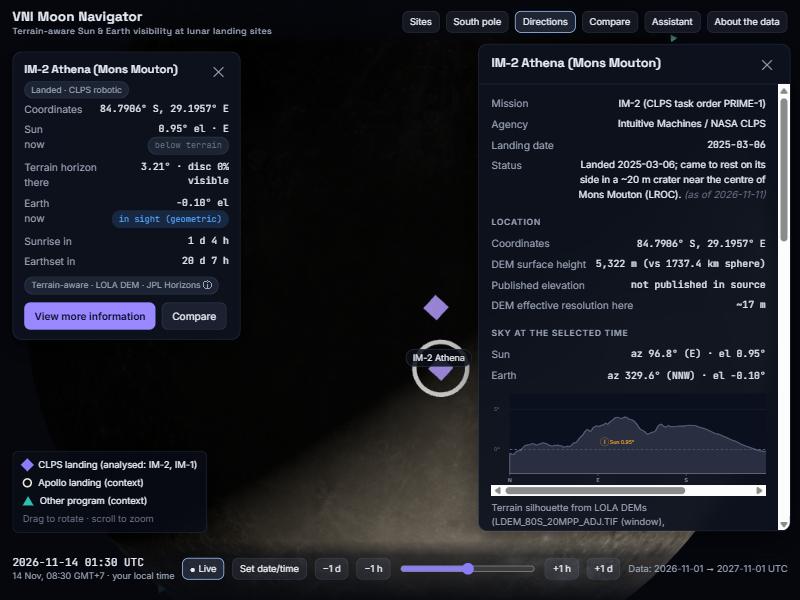 VNI Moon Navigator
Terrain-aware Sun & Earth visibility at lunar landing sites
Sites
South pole
Directions
Compare
Assistant
About the data
IM-2 Athena (Mons Mouton)
Landed · CLPS robotic
Coordinates 84.7906° S, 29.1957° E
Sun now 0.95° el · E
below terrain
Terrain horizon there 3.21° · disc 0% visible
Earth now -0.10° el
in sight (geometric)
Sunrise in 1 d 4 h
Earthset in 20 d 7 h
Terrain-aware · LOLA DEM · JPL Horizons ⓘ
View more information
Compare
IM-2 Athena
CLPS landing (analysed: IM-2, IM-1)
Apollo landing (context)
Other program (context)
Drag to rotate · scroll to zoom
IM-2 Athena (Mons Mouton)
Mission IM-2 (CLPS task order PRIME-1)
Agency Intuitive Machines / NASA CLPS
Landing date 2025-03-06
Status Landed 2025-03-06; came to rest on its
side in a ~20 m crater near the centre of
Mons Mouton (LROC). (as of 2026-11-11)
LOCATION
Coordinates 84.7906° S, 29.1957° E
DEM surface height 5,322 m (vs 1737.4 km sphere)
Published elevation not published in source
DEM effective resolution here ~17 m
SKY AT THE SELECTED TIME
Sun az 96.8° (E) · el 0.95°
Earth az 329.6° (NNW) · el -0.10°
5°
0°
Sun 0.95°
N E S
Terrain silhouette from LOLA DEMs
(LDEM_80S_20MPP_ADJ.TIF (window),
2026-11-14 01:30 UTC
14 Nov, 08:30 GMT+7 · your local time
● Live
Set date/time
−1 d
−1 h
+1 h
+1 d
Data: 2026-11-01 → 2027-11-01 UTC